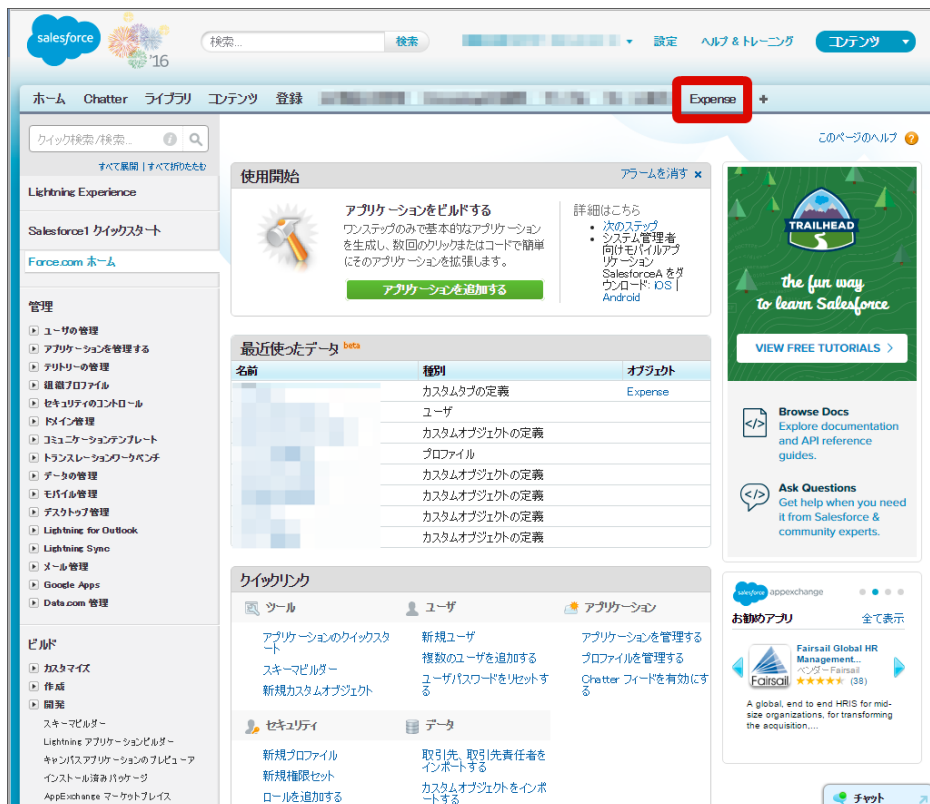 salesforce
'16
検索...
検索
設定
ヘルプ & トレーニング
コンテンツ
ホーム Chatter ライブラリ コンテンツ 登録
Expense +
クイック検索/検索...
このページのヘルプ
すべて展開 | すべて折りたたむ
Lightning Experience
Salesforce1 クイックスタート
Force.com ホーム
管理
ユーザの管理
アプリケーションを管理する
テリトリーの管理
組織プロファイル
セキュリティのコントロール
ドメイン管理
コミュニケーションテンプレート
トランスレーションワークベンチ
データの管理
モバイル管理
デスクトップ管理
Lightning for Outlook
Lightning Sync
メール管理
Google Apps
Data.com 管理
ビルド
カスタマイズ
作成
開発
スキーマビルダー
Lightning アプリケーションビルダー
キャンバスアプリケーションのプレビューア
インストール済みパッケージ
AppExchange マーケットプレイス
使用開始
アラームを消す ×
アプリケーションをビルドする
ワンステップのみで基本的なアプリケーション
を生成し、数回のクリックまたはコードで簡単
にそのアプリケーションを拡張します。
アプリケーションを追加する
詳細はこちら
• 次のステップ
• システム管理者
向けモバイルアプ
リケーション
SalesforceA をダ
ウンロード: iOS |
Android
最近使ったデータ beta
名前 種別 オブジェクト
カスタムタブの定義 Expense
ユーザ
カスタムオブジェクトの定義
プロファイル
カスタムオブジェクトの定義
カスタムオブジェクトの定義
カスタムオブジェクトの定義
カスタムオブジェクトの定義
クイックリンク
ツール
アプリケーションのクイックスタ
ート
スキーマビルダー
新規カスタムオブジェクト
ユーザ
新規ユーザ
複数のユーザを追加する
ユーザパスワードをリセットす
る
アプリケーション
アプリケーションを管理する
プロファイルを管理する
Chatter フィードを有効にす
る
セキュリティ
新規プロファイル
新規権限セット
ロールを追加する
データ
取引先、取引先責任者を
インポートする
カスタムオブジェクトをインポ
ートする
TRAILHEAD
the fun way
to learn Salesforce
VIEW FREE TUTORIALS >
</>
Browse Docs
Explore documentation
and API reference
guides.
</>
Ask Questions
Get help when you need
it from Salesforce &
community experts.
salesforce appexchange
お勧めアプリ
全て表示
Fairsail
Fairsail Global HR
Management...
ベンダー Fairsail
★★★★★ (38)
A global, end to end HRIS for mid-
size organizations, for transforming
the acquisition,...
チャット